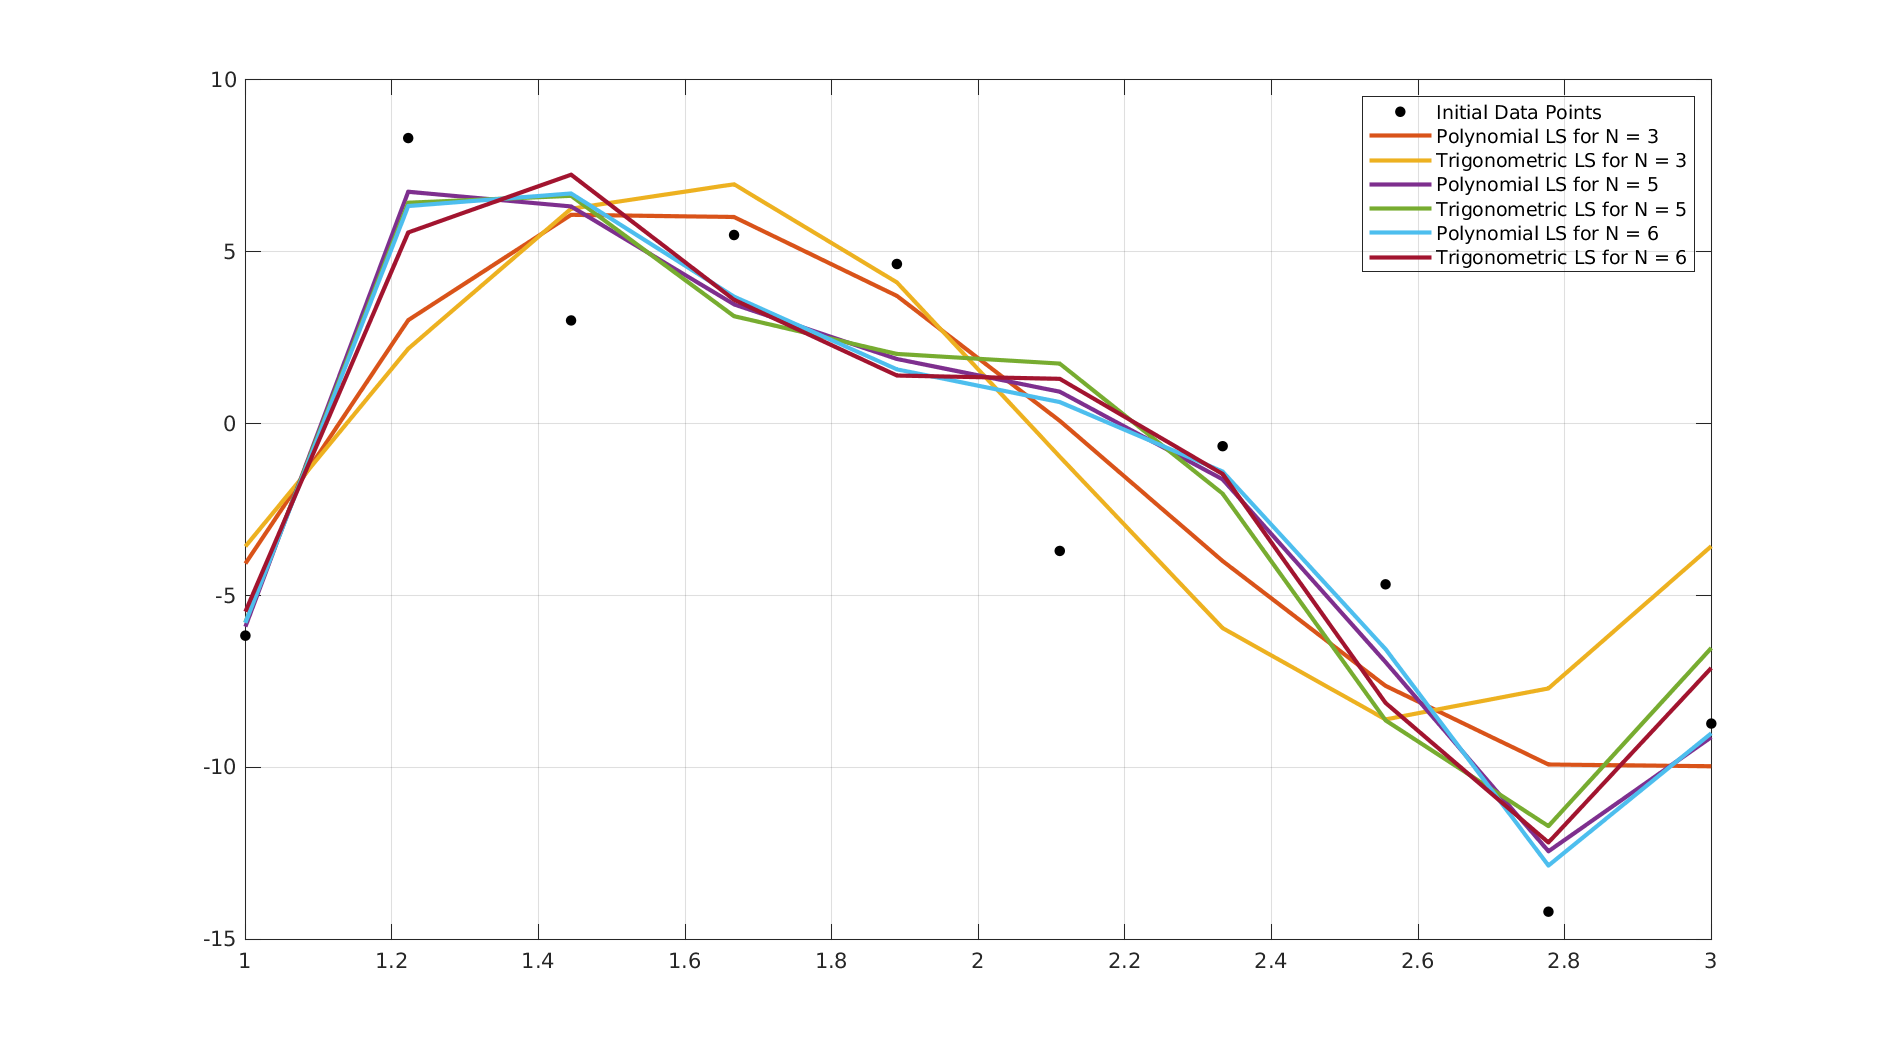 10
5
0
-5
-10
-15
1 1.2 1.4 1.6 1.8 2 2.2 2.4 2.6 2.8 3
Initial Data Points
Polynomial LS for N = 3
Trigonometric LS for N = 3
Polynomial LS for N = 5
Trigonometric LS for N = 5
Polynomial LS for N = 6
Trigonometric LS for N = 6